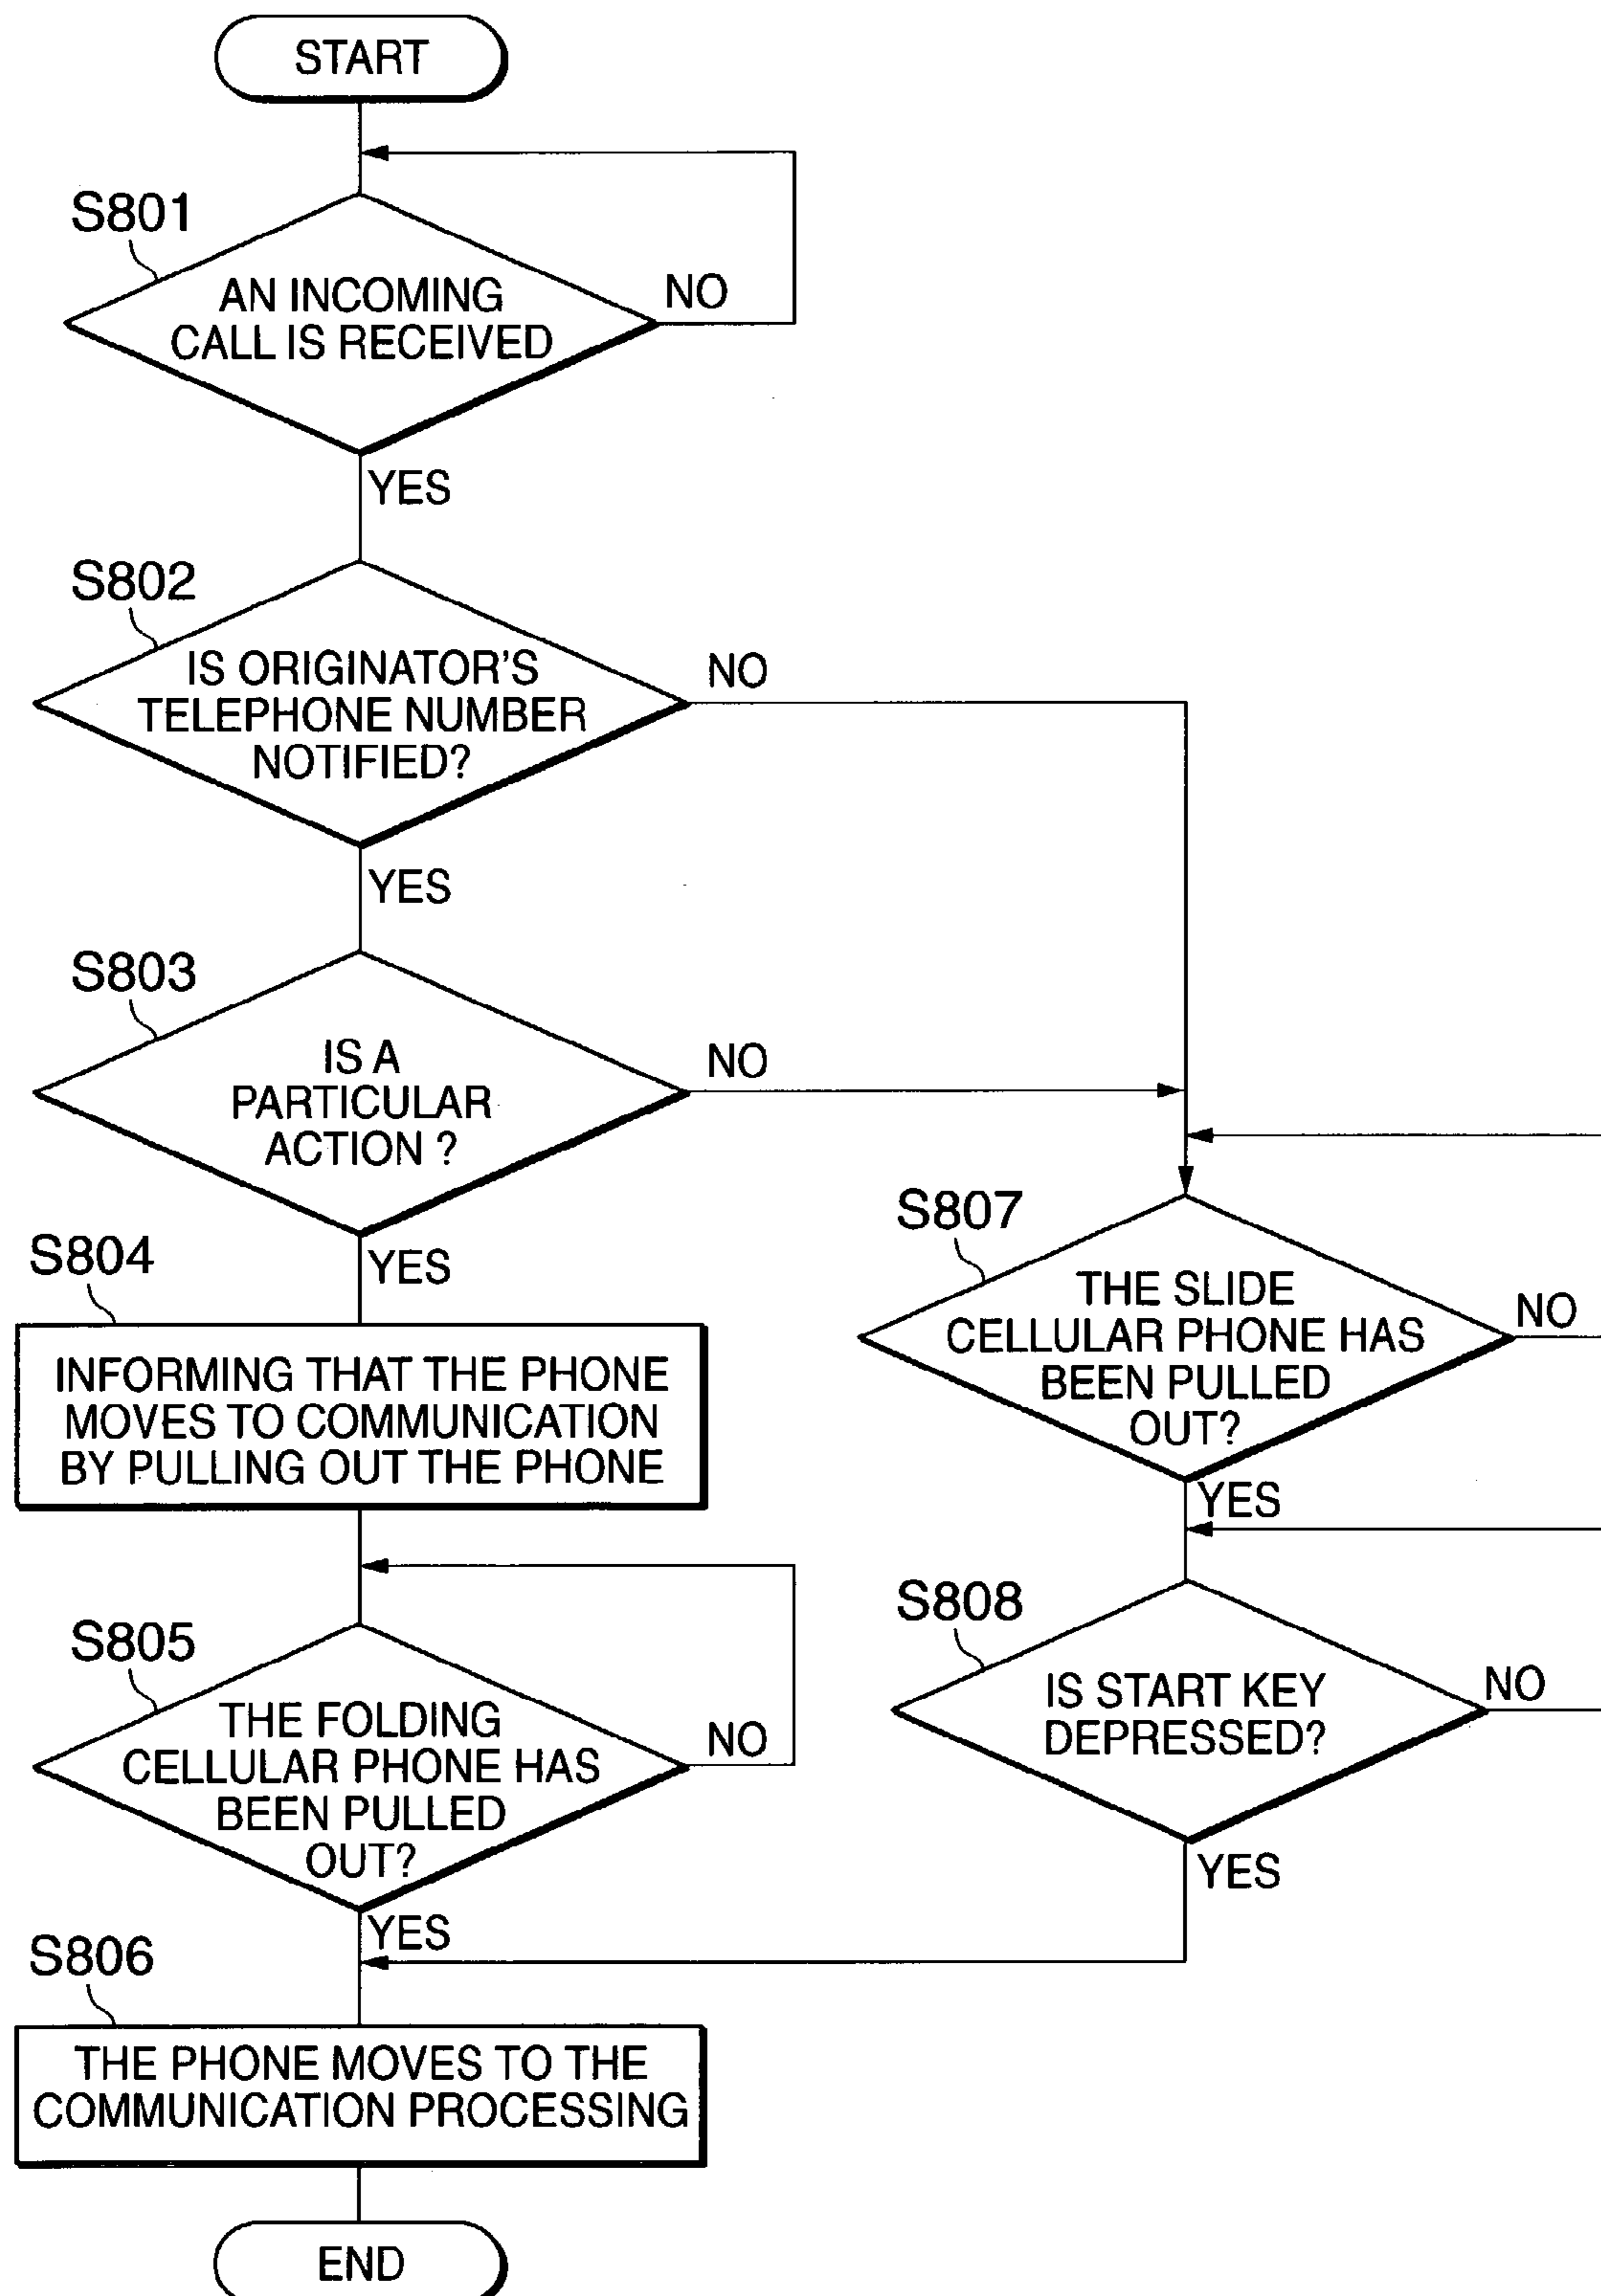 START
S801
AN INCOMING
CALL IS RECEIVED
NO
YES
S802
IS ORIGINATOR'S
TELEPHONE NUMBER
NOTIFIED?
NO
YES
S803
IS A
PARTICULAR
ACTION ?
NO
YES
S804
INFORMING THAT THE PHONE
MOVES TO COMMUNICATION
BY PULLING OUT THE PHONE
S805
THE FOLDING
CELLULAR PHONE HAS
BEEN PULLED
OUT?
NO
YES
S806
THE PHONE MOVES TO THE
COMMUNICATION PROCESSING
END
S807
THE SLIDE
CELLULAR PHONE HAS
BEEN PULLED
OUT?
NO
YES
S808
IS START KEY
DEPRESSED?
NO
YES